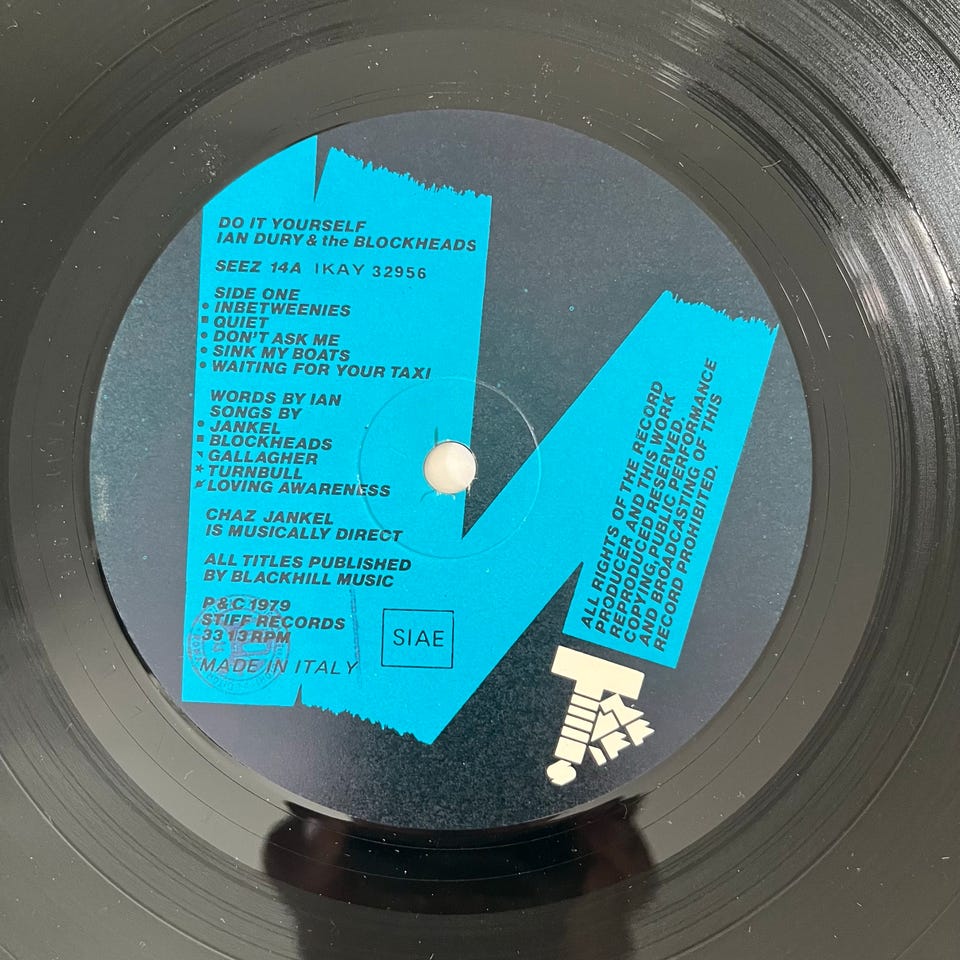 DO IT YOURSELF
IAN DURY & the BLOCKHEADS
SEEZ 14A IKAY 32956
SIDE ONE
● INBETWEENIES
■ QUIET
● DON'T ASK ME
● SINK MY BOATS
● WAITING FOR YOUR TAXI
WORDS BY IAN
SONGS BY
● JANKEL
■ BLOCKHEADS
GALLAGHER
★ TURNBULL
LOVING AWARENESS
CHAZ JANKEL
IS MUSICALLY DIRECT
ALL TITLES PUBLISHED
BY BLACKHILL MUSIC
P&C 1979
STIFF RECORDS
33 13 RPM
MADE IN ITALY
SIAE
ALL RIGHTS OF THE RECORD
PRODUCER AND THIS WORK
REPRODUCED RESERVED.
COPYING, PUBLIC PERFORMANCE
AND BROADCASTING OF THIS
RECORD PROHIBITED.